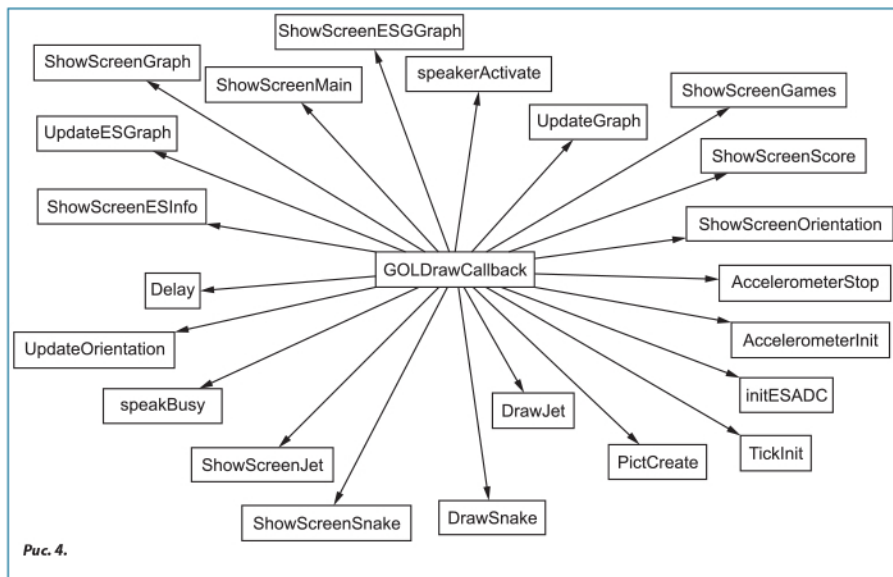 ShowScreenESGGraph
ShowScreenGraph
speakerActivate
ShowScreenMain
ShowScreenGames
UpdateESGraph
UpdateGraph
ShowScreenScore
ShowScreenESInfo
ShowScreenOrientation
GOLDrawCallback
Delay
AccelerometerStop
UpdateOrientation
AccelerometerInit
speakBusy
DrawJet
initESADC
ShowScreenJet
PictCreate
TickInit
ShowScreenSnake
DrawSnake
Рис. 4.